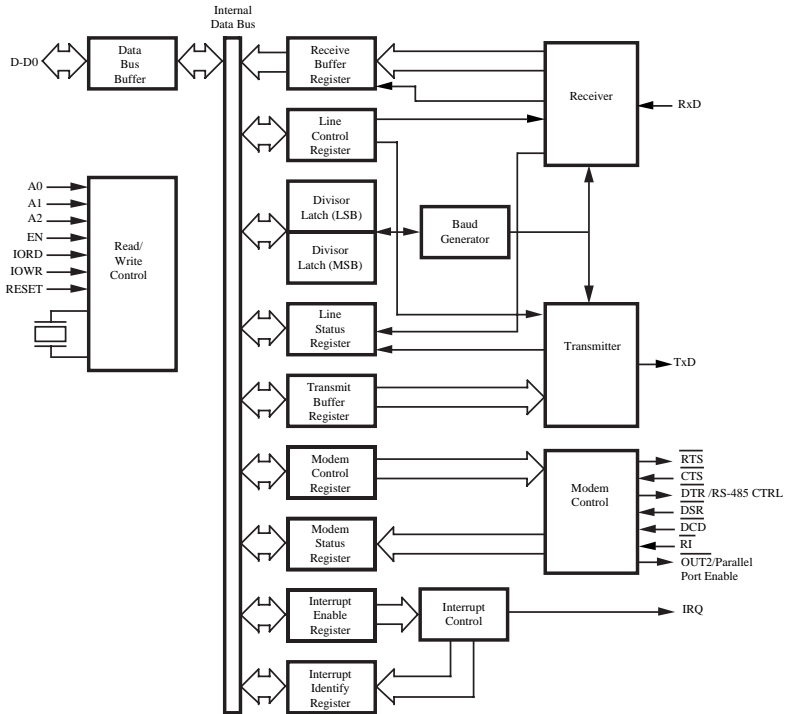 Internal
Data Bus
D-D0
Data
Bus
Buffer
Receive
Buffer
Register
Receiver
RxD
Line
Control
Register
A0
A1
A2
EN
IORD
IOWR
RESET
Read/
Write
Control
Divisor
Latch (LSB)
Divisor
Latch (MSB)
Baud
Generator
Line
Status
Register
Transmitter
TxD
Transmit
Buffer
Register
Modem
Control
Register
Modem
Control
RTS
CTS
DTR /RS-485 CTRL
DSR
DCD
RI
OUT2/Parallel
Port Enable
Modem
Status
Register
Interrupt
Enable
Register
Interrupt
Control
IRQ
Interrupt
Identify
Register